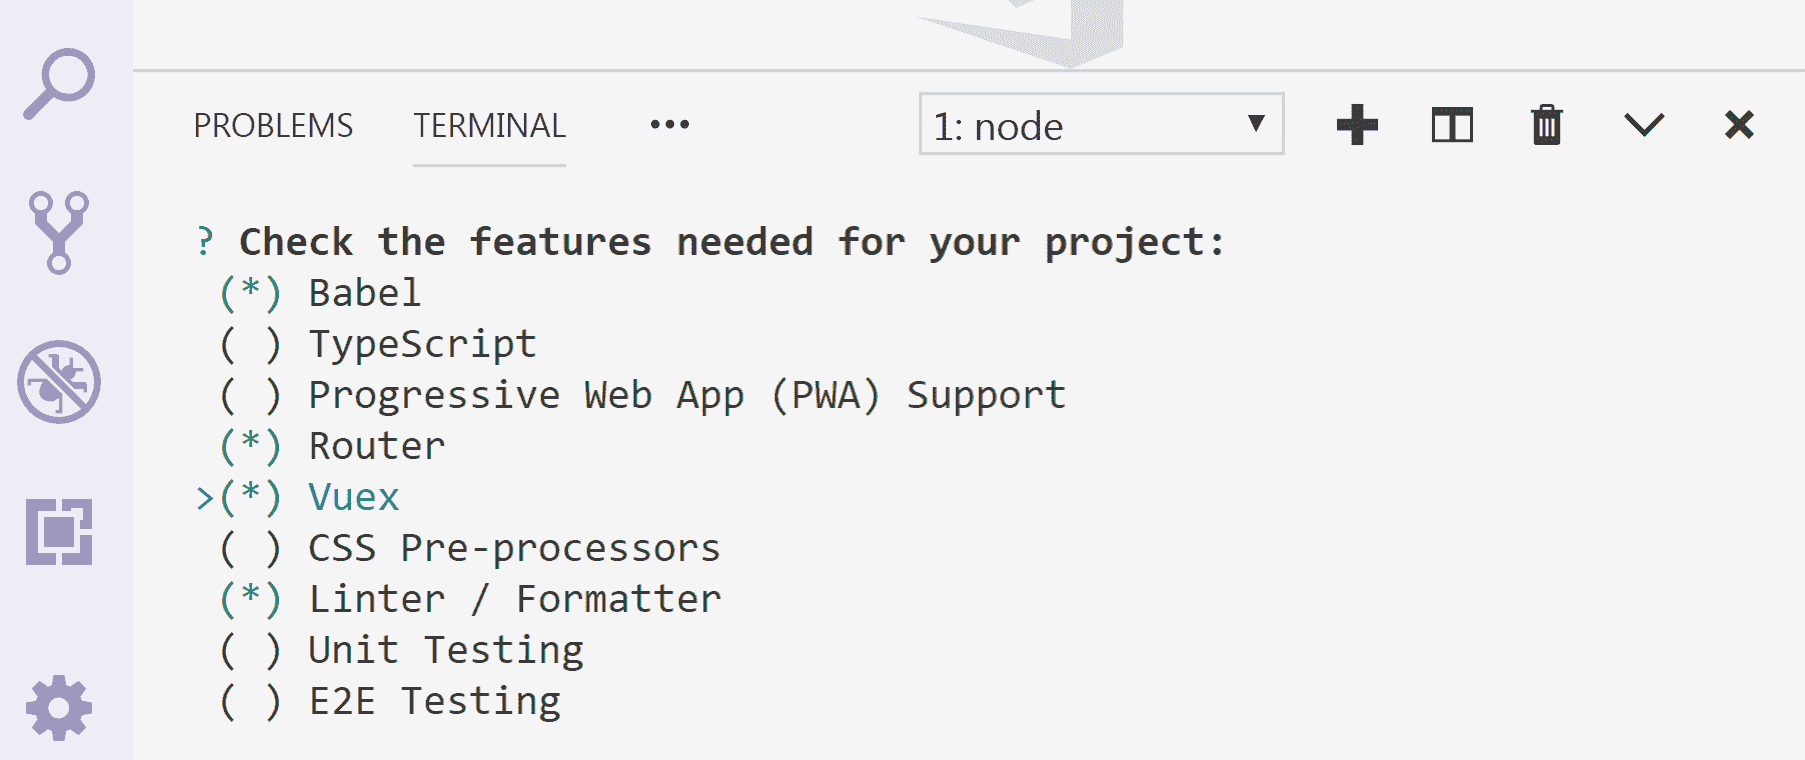 PROBLEMS TERMINAL ••• 1: node
? Check the features needed for your project:
(*) Babel
( ) TypeScript
( ) Progressive Web App (PWA) Support
(*) Router
>(*) Vuex
( ) CSS Pre-processors
(*) Linter / Formatter
( ) Unit Testing
( ) E2E Testing